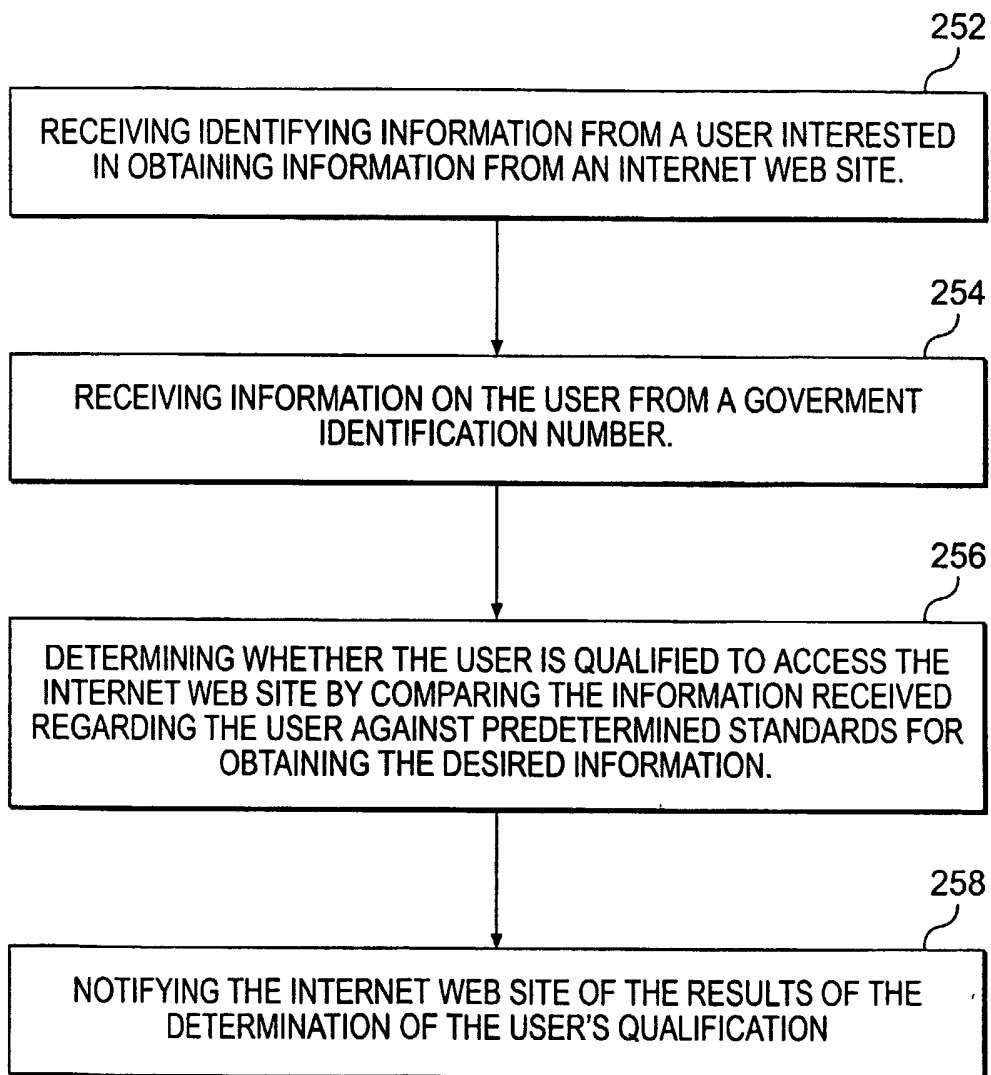 252
RECEIVING IDENTIFYING INFORMATION FROM A USER INTERESTED
IN OBTAINING INFORMATION FROM AN INTERNET WEB SITE.
254
RECEIVING INFORMATION ON THE USER FROM A GOVERMENT
IDENTIFICATION NUMBER.
256
DETERMINING WHETHER THE USER IS QUALIFIED TO ACCESS THE
INTERNET WEB SITE BY COMPARING THE INFORMATION RECEIVED
REGARDING THE USER AGAINST PREDETERMINED STANDARDS FOR
OBTAINING THE DESIRED INFORMATION.
258
NOTIFYING THE INTERNET WEB SITE OF THE RESULTS OF THE
DETERMINATION OF THE USER'S QUALIFICATION